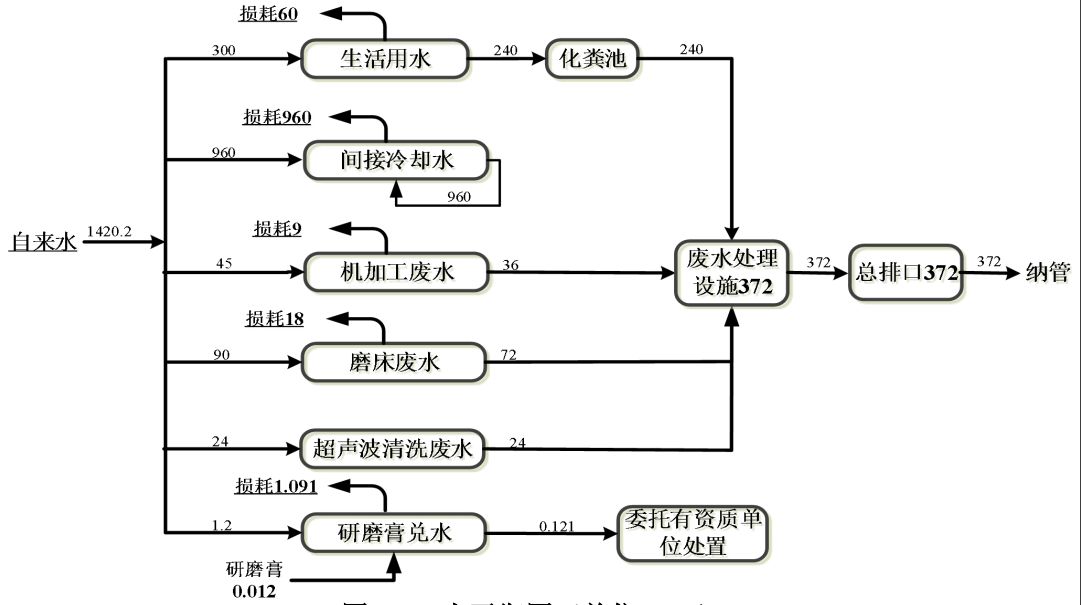 损耗60
300
生活用水
240
化粪池
240
损耗960
960
间接冷却水
960
自来水
1420.2
损耗9
45
机加工废水
36
废水处理
设施372
372
总排口372
372
纳管
损耗18
90
磨床废水
72
24
超声波清洗废水
24
损耗1.091
1.2
研磨膏兑水
0.121
委托有资质单
位处置
研磨膏
0.012